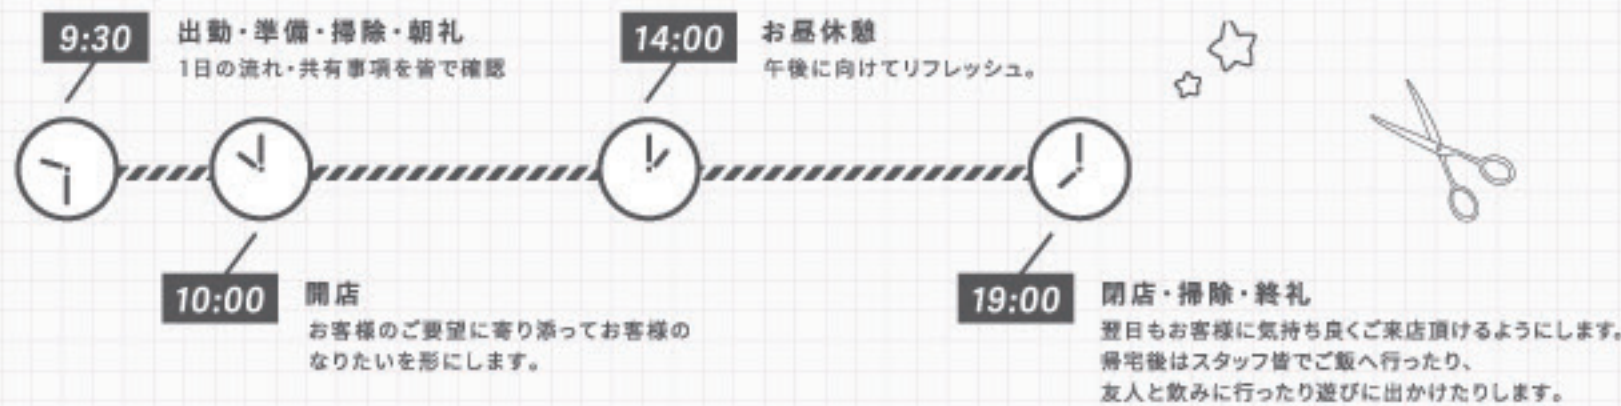 9:30
出勤・準備・掃除・朝礼
1日の流れ・共有事項を皆で確認
10:00
開店
お客様のご要望に寄り添ってお客様の
なりたいを形にします。
14:00
お昼休憩
午後に向けてリフレッシュ。
19:00
閉店・掃除・終礼
翌日もお客様に気持ち良くご来店頂けるようにします。
帰宅後はスタッフ皆でご飯へ行ったり、
友人と飲みに行ったり遊びに出かけたりします。